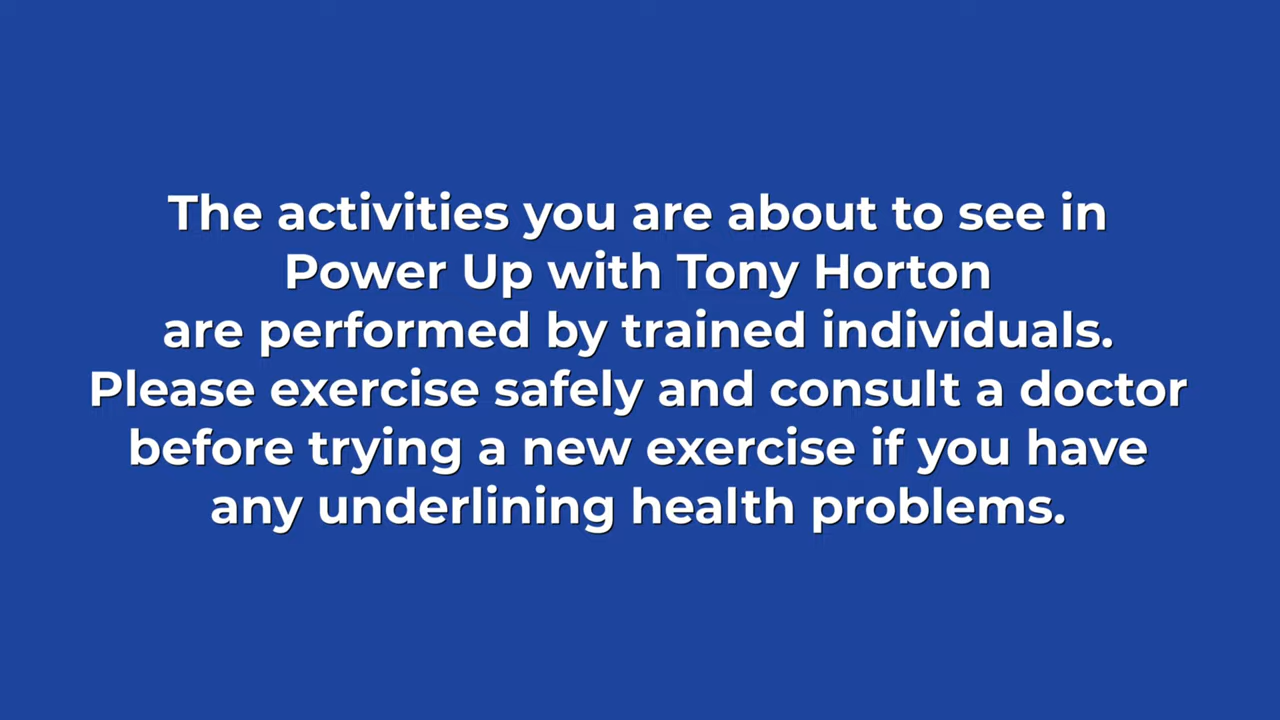 The activities you are about to see in
Power Up with Tony Horton
are performed by trained individuals.
Please exercise safely and consult a doctor
before trying a new exercise if you have
any underlining health problems.